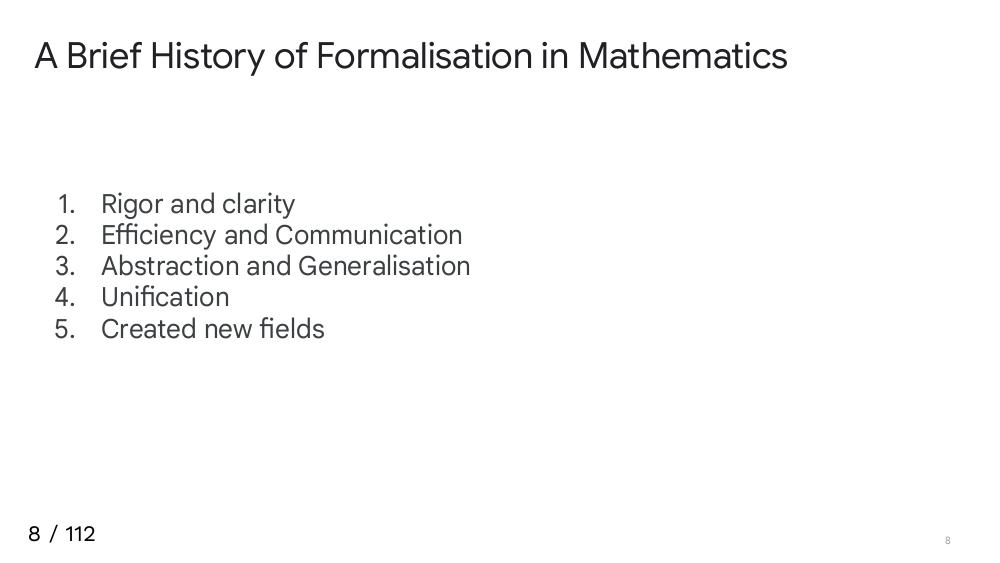 A Brief History of Formalisation in Mathematics
1. Rigor and clarity
2. Efficiency and Communication
3. Abstraction and Generalisation
4. Unification
5. Created new fields
8 / 112
8